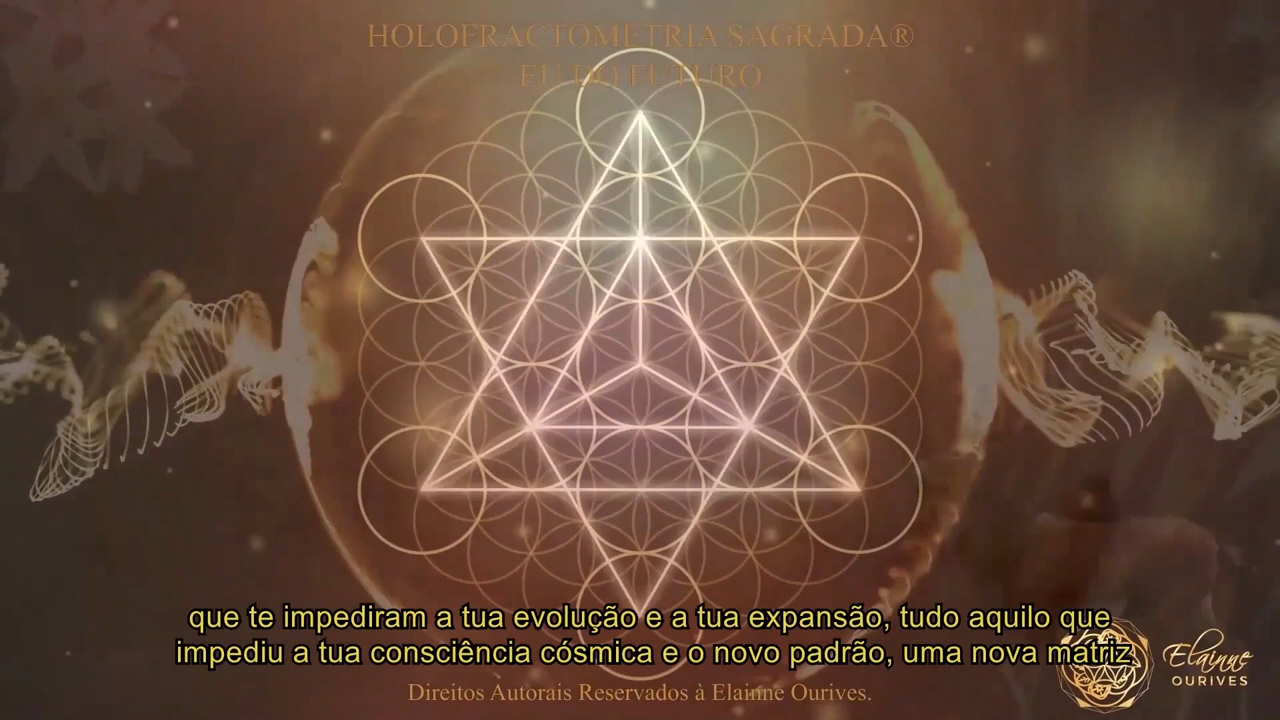 HOLOFRACTOMETRIA SAGRADA®
EU DO FUTURO
que te impediram a tua evolução e a tua expansão, tudo aquilo que
impediu a tua consciência cósmica e o novo padrão, uma nova matriz
Elainne
OURIVES
Direitos Autorais Reservados à Elainne Ourives.